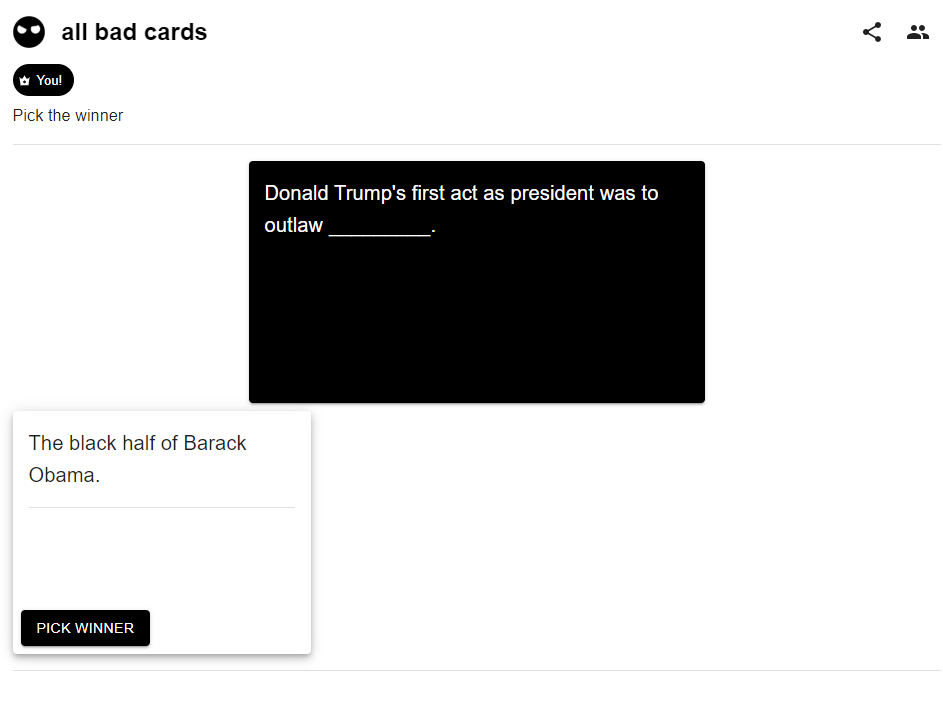 all bad cards
You!
Pick the winner
Donald Trump's first act as president was to
outlaw _________.
The black half of Barack
Obama.
PICK WINNER